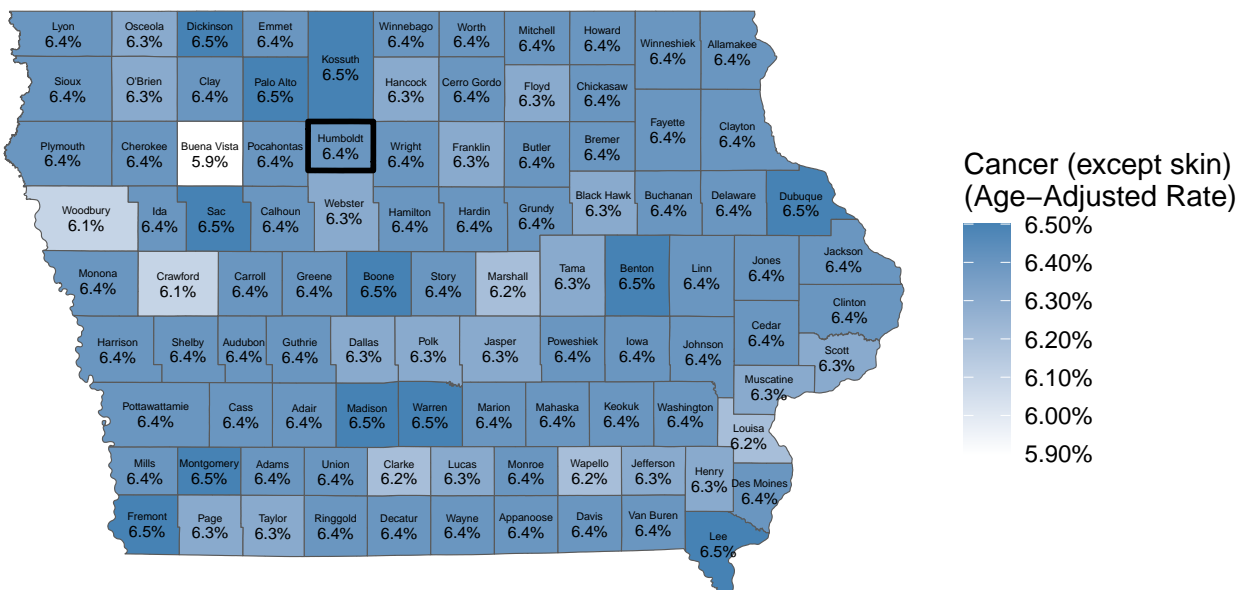 Lyon
6.4%
Osceola
6.3%
Dickinson
6.5%
Emmet
6.4%
Kossuth
6.5%
Winnebago
6.4%
Worth
6.4%
Mitchell
6.4%
Howard
6.4%
Winneshiek
6.4%
Allamakee
6.4%
Sioux
6.4%
O'Brien
6.3%
Clay
6.4%
Palo Alto
6.5%
Hancock
6.3%
Cerro Gordo
6.4%
Floyd
6.3%
Chickasaw
6.4%
Fayette
6.4%
Clayton
6.4%
Plymouth
6.4%
Cherokee
6.4%
Buena Vista
5.9%
Pocahontas
6.4%
Humboldt
6.4%
Wright
6.4%
Franklin
6.3%
Butler
6.4%
Bremer
6.4%
Woodbury
6.1%
Ida
6.4%
Sac
6.5%
Calhoun
6.4%
Webster
6.3%
Hamilton
6.4%
Hardin
6.4%
Grundy
6.4%
Black Hawk
6.3%
Buchanan
6.4%
Delaware
6.4%
Dubuque
6.5%
Monona
6.4%
Crawford
6.1%
Carroll
6.4%
Greene
6.4%
Boone
6.5%
Story
6.4%
Marshall
6.2%
Tama
6.3%
Benton
6.5%
Linn
6.4%
Jones
6.4%
Jackson
6.4%
Clinton
6.4%
Harrison
6.4%
Shelby
6.4%
Audubon
6.4%
Guthrie
6.4%
Dallas
6.3%
Polk
6.3%
Jasper
6.3%
Poweshiek
6.4%
Iowa
6.4%
Johnson
6.4%
Cedar
6.4%
Scott
6.3%
Muscatine
6.3%
Pottawattamie
6.4%
Cass
6.4%
Adair
6.4%
Madison
6.5%
Warren
6.5%
Marion
6.4%
Mahaska
6.4%
Keokuk
6.4%
Washington
6.4%
Louisa
6.2%
Mills
6.4%
Montgomery
6.5%
Adams
6.4%
Union
6.4%
Clarke
6.2%
Lucas
6.3%
Monroe
6.4%
Wapello
6.2%
Jefferson
6.3%
Henry
6.3%
Des Moines
6.4%
Fremont
6.5%
Page
6.3%
Taylor
6.3%
Ringgold
6.4%
Decatur
6.4%
Wayne
6.4%
Appanoose
6.4%
Davis
6.4%
Van Buren
6.4%
Lee
6.5%
Cancer (except skin)
(Age−Adjusted Rate)
6.50%
6.40%
6.30%
6.20%
6.10%
6.00%
5.90%